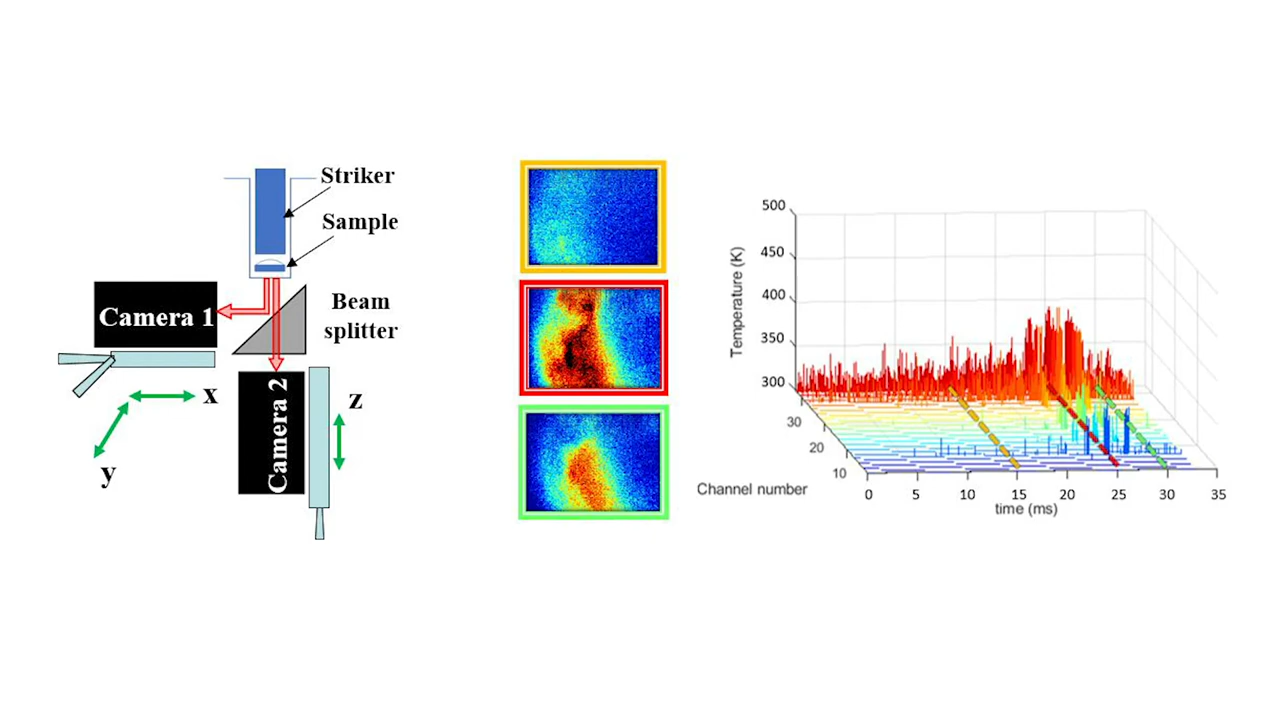 Striker
Sample
Camera 1
Beam
splitter
x
y
z
Camera 2
Temperature (K)
500
450
400
350
300
30
20
10
Channel number
0 5 10 15 20 25 30 35
time (ms)